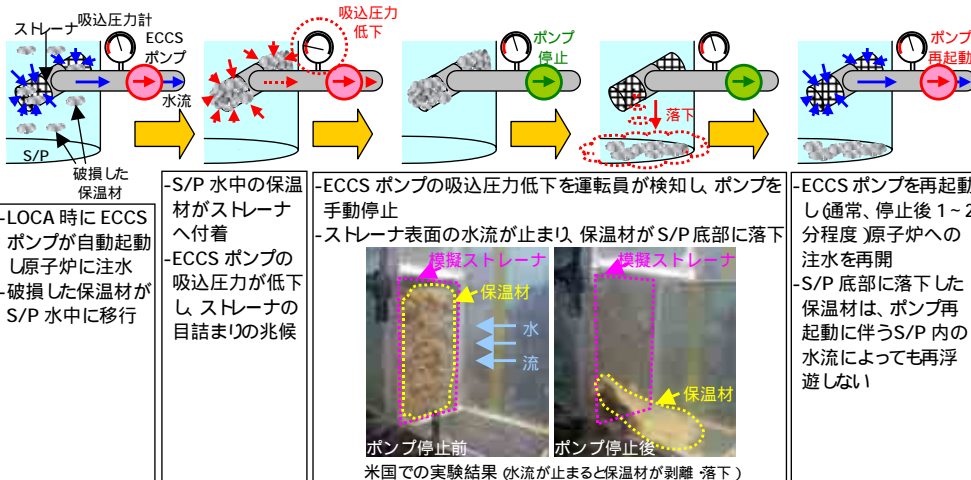 ストレーナ
吸込圧力計
ECCS
ポンプ
水流
S/P
破損した
保温材
吸込圧力
低下
ポンプ
停止
落下
ポンプ
再起動
-LOCA 時に ECCS
ポンプが自動起動
し原子炉に注水
-破損した保温材が
S/P 水中に移行
-S/P 水中の保温
材がストレーナ
へ付着
-ECCS ポンプの
吸込圧力が低下
し、ストレーナの
目詰まりの兆候
-ECCS ポンプの吸込圧力低下を運転員が検知し、ポンプを
手動停止
-ストレーナ表面の水流が止まり、保温材が S/P 底部に落下
模擬ストレーナ
保温材
水
流
ポンプ停止前
模擬ストレーナ
保温材
ポンプ停止後
米国での実験結果(水流が止まると保温材が剥離・落下)
-ECCS ポンプを再起動
し(通常、停止後 1~2
分程度)原子炉への
注水を再開
-S/P 底部に落下した
保温材は、ポンプ再
起動に伴うS/P 内の
水流によっても再浮
遊しない